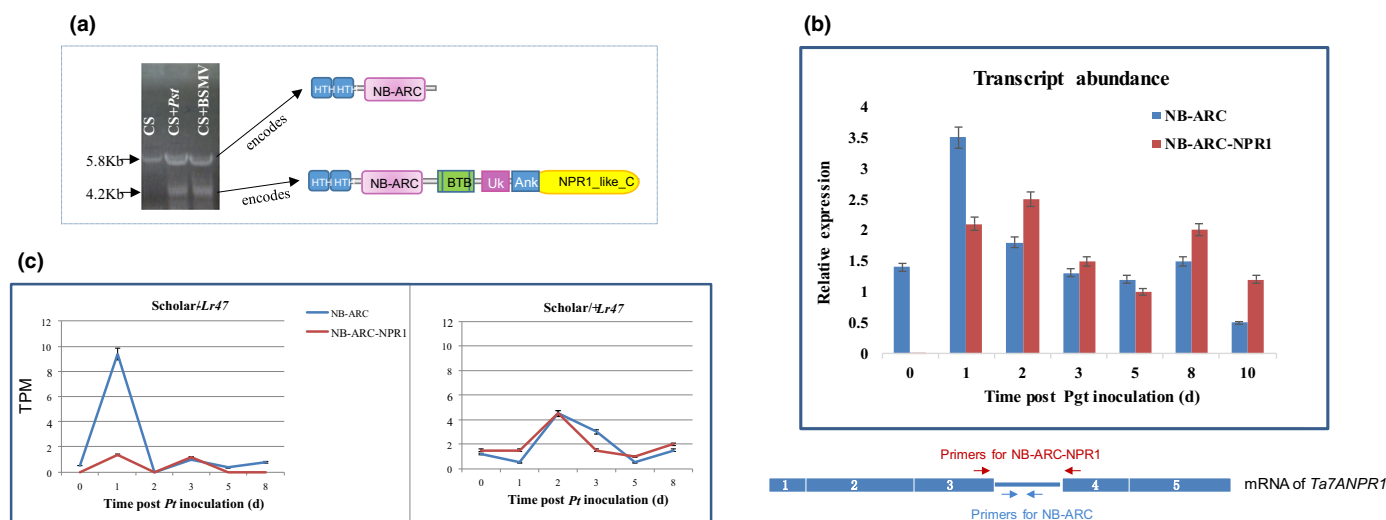 (a)
CS
CS+Pst
CS+BSMV
5.8Kb
4.2Kb
encodes
encodes
HTH HTH NB-ARC
HTH HTH NB-ARC BTB Uk Ank NPR1_like_C
(b)
Transcript abundance
NB-ARC
NB-ARC-NPR1
Relative expression
4
3.5
3
2.5
2
1.5
1
0.5
0
0 1 2 3 5 8 10
Time post Pgt inoculation (d)
Primers for NB-ARC-NPR1
1 2 3 4 5
mRNA of Ta7ANPR1
Primers for NB-ARC
(c)
Scholar/-Lr47
NB-ARC
NB-ARC-NPR1
TPM
12
10
8
6
4
2
0
0 1 2 3 5 8
Time post Pt inoculation (d)
Scholar/+Lr47
12
10
8
6
4
2
0
0 1 2 3 5 8
Time post Pt inoculation (d)